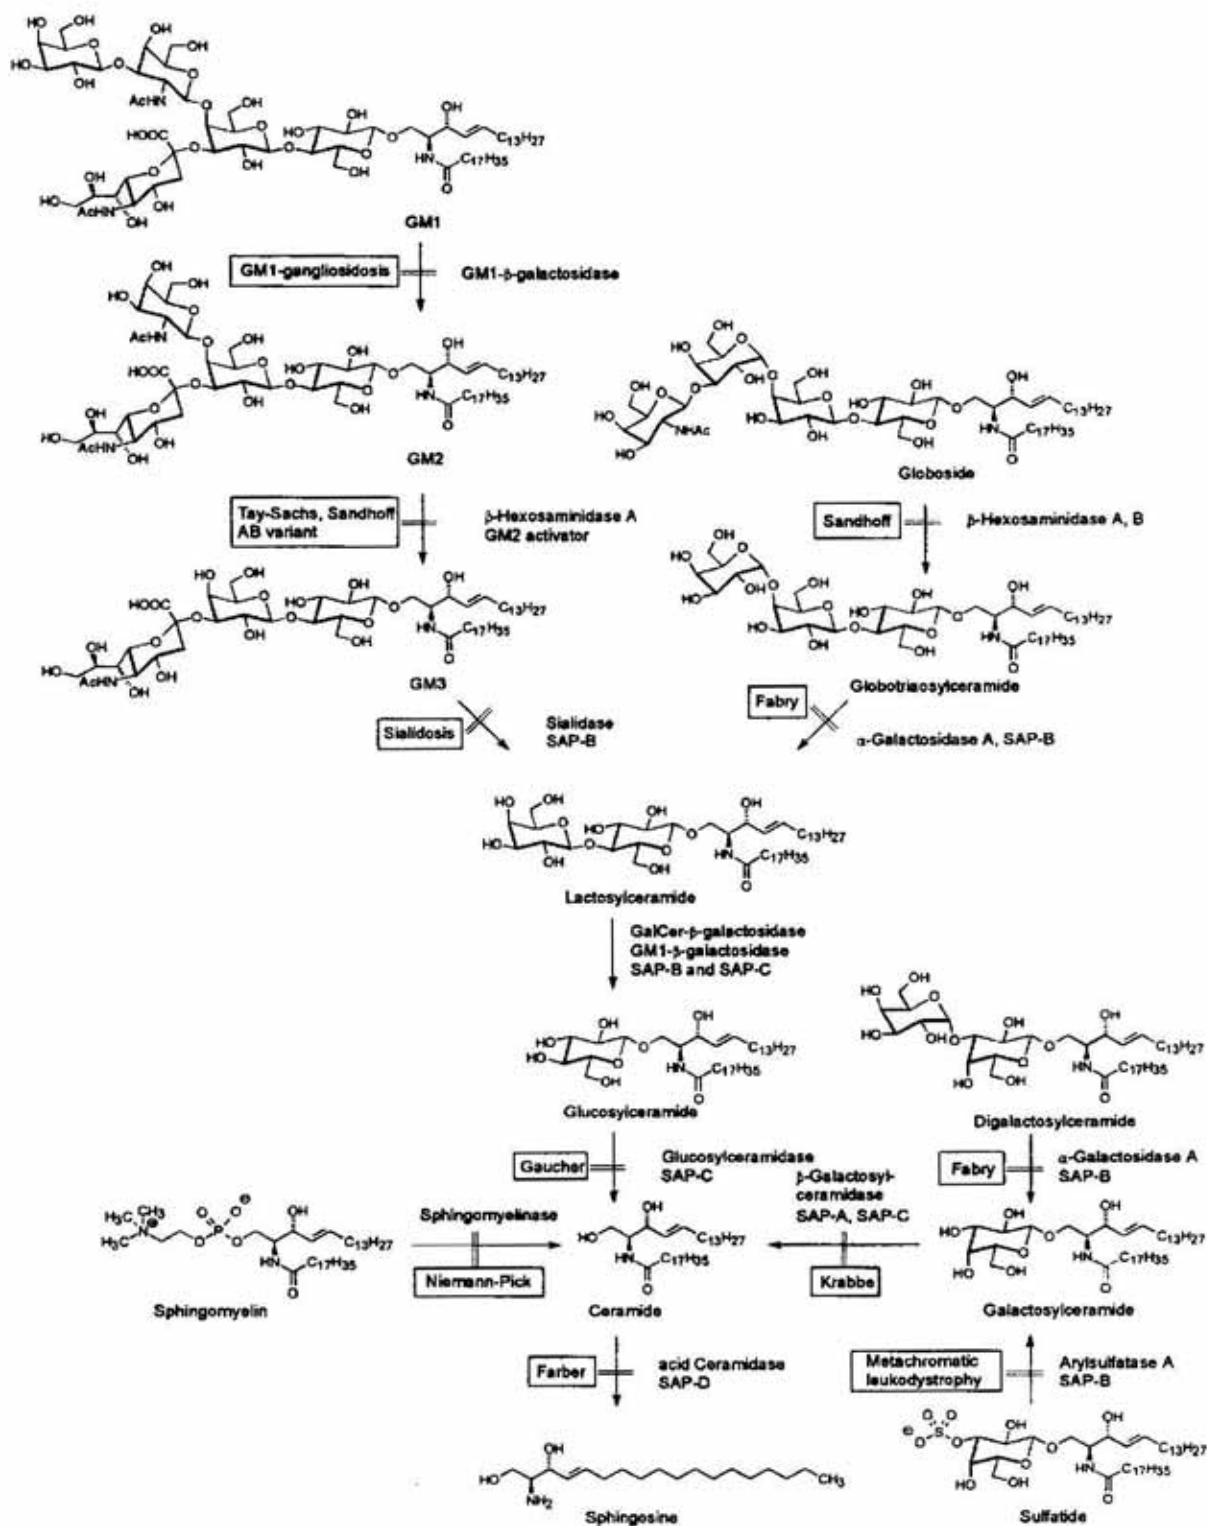 GM1
GM1-gangliosidosis
GM1-β-galactosidase
GM2
Globoside
Tay-Sachs, Sandhoff
AB variant
β-Hexosaminidase A
GM2 activator
Sandhoff
β-Hexosaminidase A, B
GM3
Globotriaosylceramide
Sialidosis
Sialidase
SAP-B
Fabry
α-Galactosidase A, SAP-B
Lactosylceramide
GalCer-β-galactosidase
GM1-β-galactosidase
SAP-B and SAP-C
Glucosylceramide
Digalactosylceramide
Gaucher
Glucosylceramidase
SAP-C
β-Galactosyl-
ceramidase
SAP-A, SAP-C
Fabry
α-Galactosidase A
SAP-B
Sphingomyelinase
Niemann-Pick
Krabbe
Sphingomyelin
Ceramide
Galactosylceramide
Farber
acid Ceramidase
SAP-D
Metachromatic
leukodystrophy
Arylsulfatase A
SAP-B
Sphingosine
Sulfatide